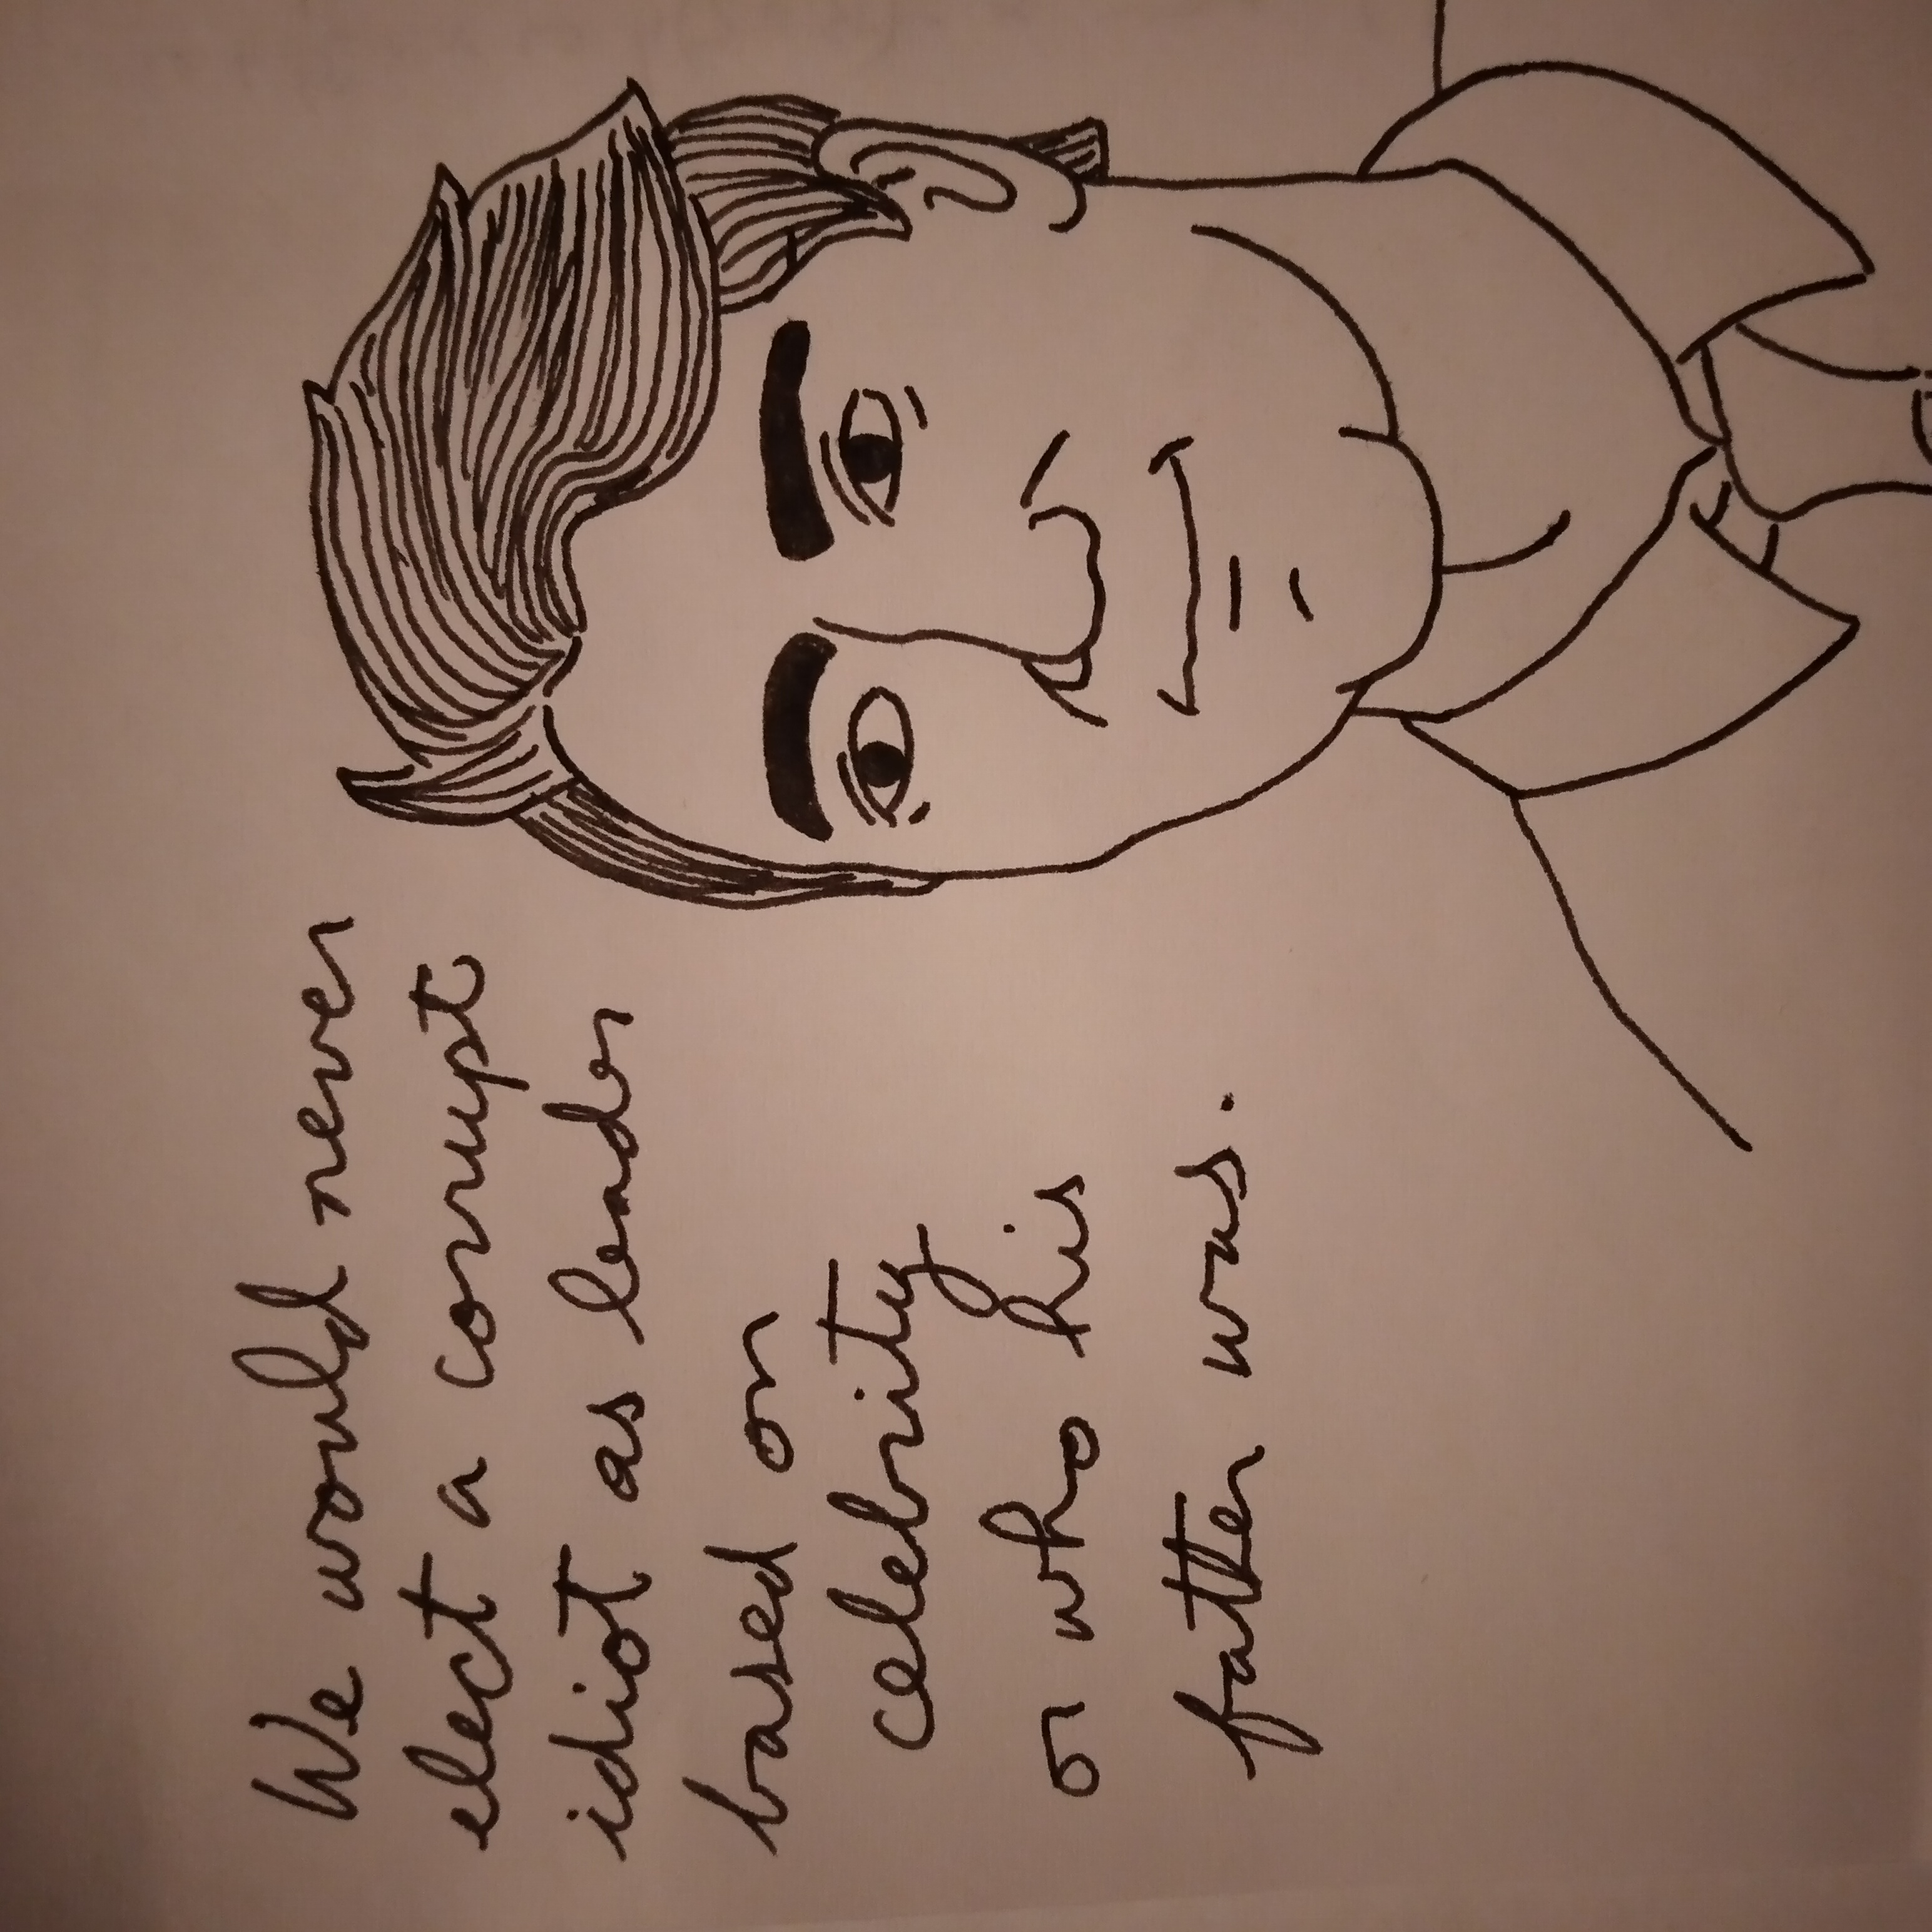 We would never
elect a corrupt
idiot as leader
based on
celebrity
or who his
father was.